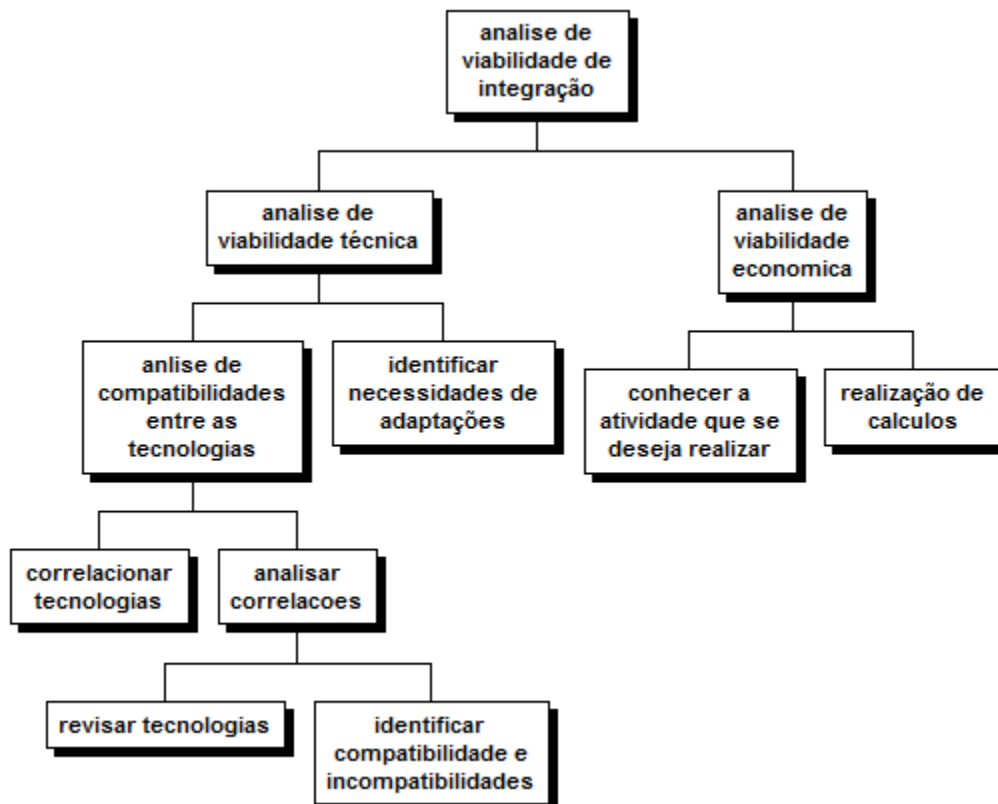 analise de
viabilidade de
integração
analise de
viabilidade técnica
analise de
viabilidade
economica
anlise de
compatibilidades
entre as
tecnologias
identificar
necessidades de
adaptações
conhecer a
atividade que se
deseja realizar
realização de
calculos
correlacionar
tecnologias
analisar
correlacoes
revisar tecnologias
identificar
compatibilidade e
incompatibilidades